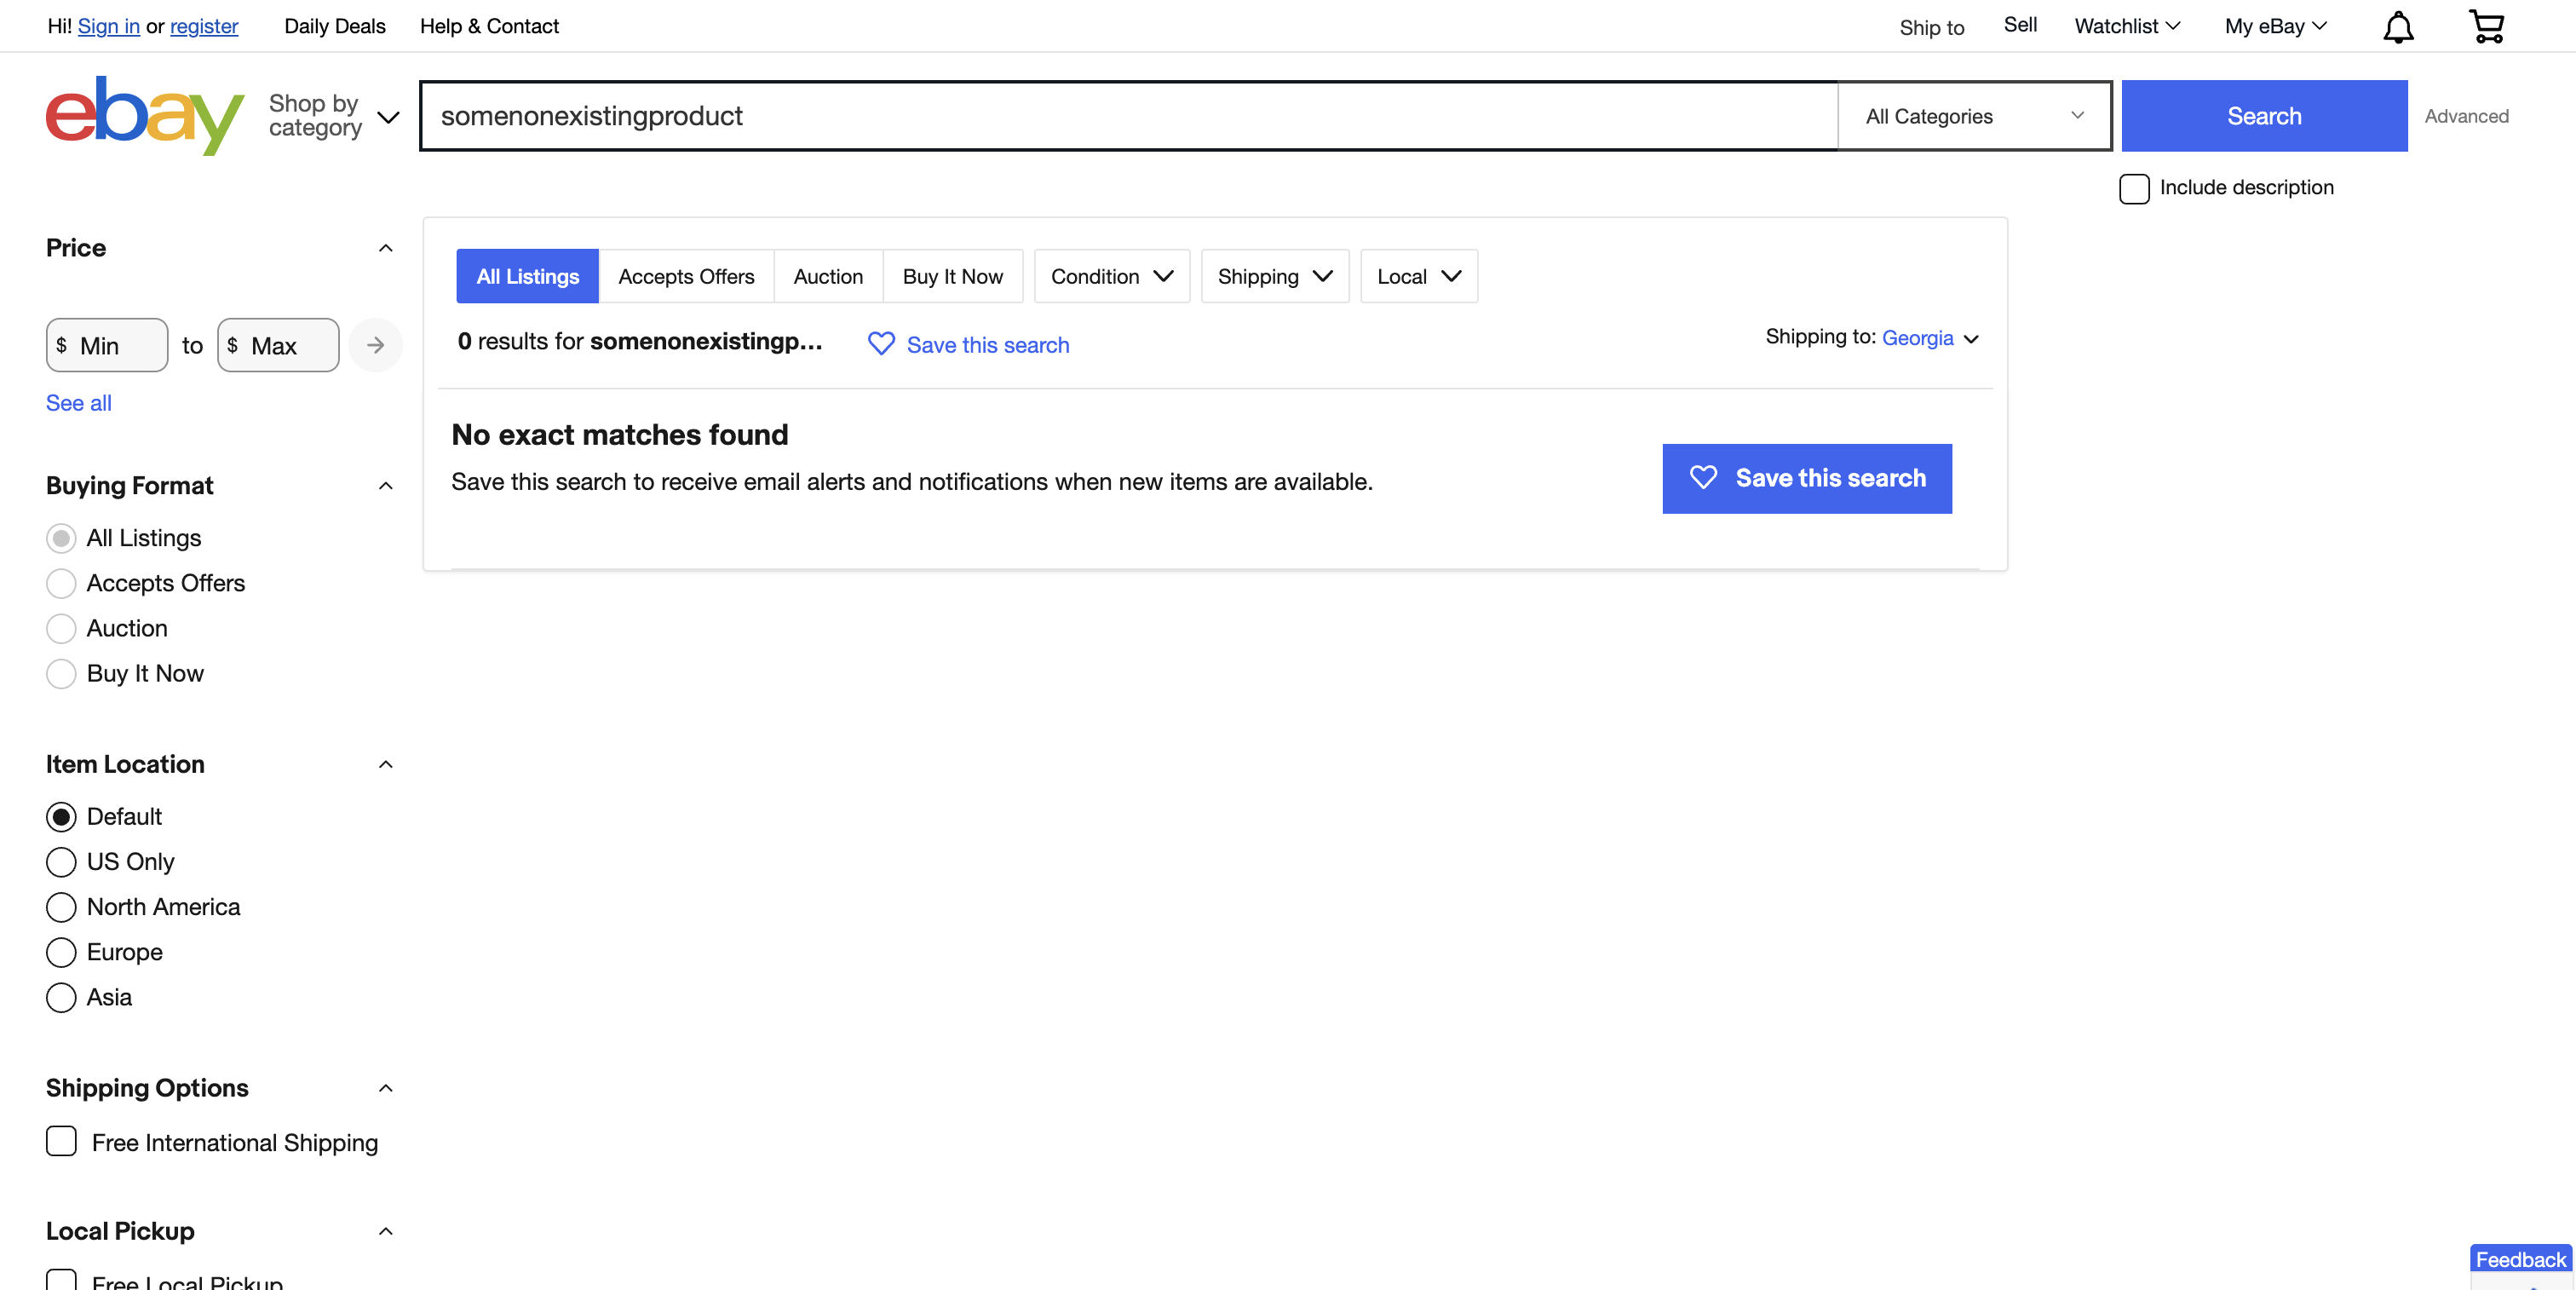 Hi! Sign in or register Daily Deals Help & Contact Ship to Sell Watchlist My eBay
ebay
Shop by
category
somenonexistingproduct
All Categories
Search
Advanced
Include description
Price
$ Min to $ Max
See all
Buying Format
All Listings
Accepts Offers
Auction
Buy It Now
Item Location
Default
US Only
North America
Europe
Asia
Shipping Options
Free International Shipping
Local Pickup
Free Local Pickup
All Listings Accepts Offers Auction Buy It Now Condition Shipping Local
0 results for somenonexistingp... Save this search
Shipping to: Georgia
No exact matches found
Save this search to receive email alerts and notifications when new items are available.
Save this search
Feedback